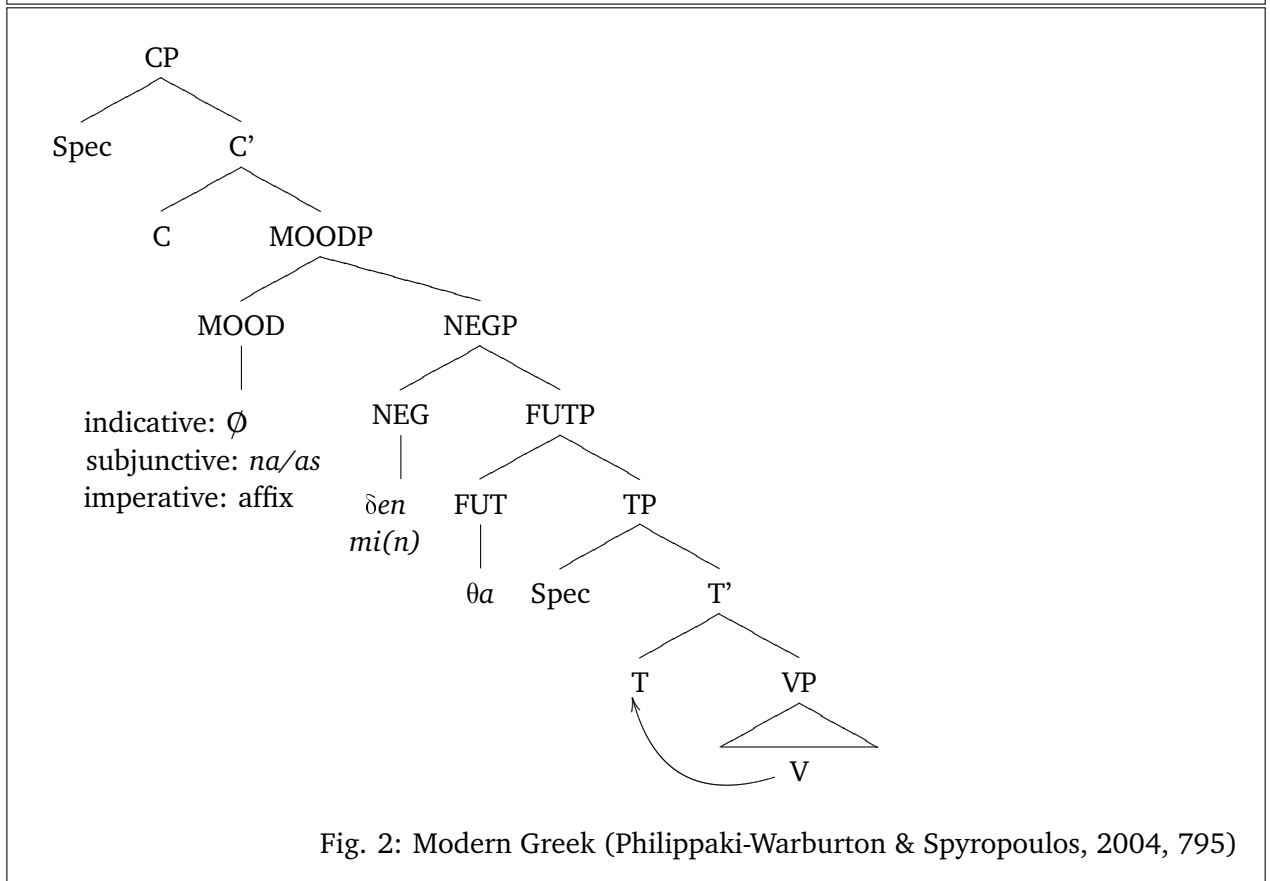 CP
Spec C’
C MOODP
MOOD NEGP
indicative: Ø NEG FUTP
subjunctive: na/as
imperative: affix δen FUT TP
mi(n)
θa Spec T’
T VP
V
Fig. 2: Modern Greek (Philippaki-Warburton & Spyropoulos, 2004, 795)